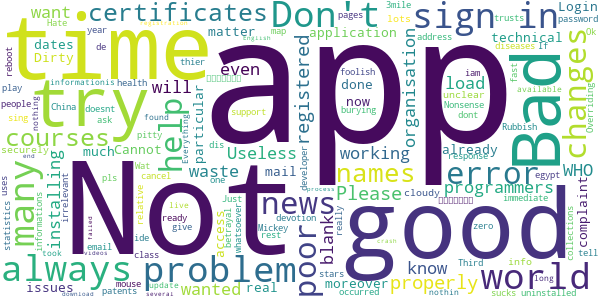 app
Not
time
good
Bad
Don't
sign in
try
always
problem
error
news
poor
world
many
help
changes
names
courses
certificates
will
even
want
dates
Dirty
matter
application
organisation
registered
particular
installing
Cannot
much
Useless
waste
mail
working
now
done
load
already
technical
Login
WHO
Please
programmers
properly
blank
know
moreover
wanted
real
issues
access
complaint
unclear
immediate
response
collections
zero
Third
info
stars
occurred
uninstalled
sucks
tell
egypt
cloudy
devotion
really
developer
process
crash
iam
foolish
burying
map
pages
address
password
3mile
lots
trusts
diseases
If
fast
available
Overriding
Ok
Nonsense
dont
Rubbish
Hate
year
de
thier
reboot
play
people
nothing
China
informationis
health
doesnt
ask
found
Everything
support
sing
securely
end
statistics
uses
irrelevant
Informations
took
failed
email
videos
download
pls
pitty
Wat
cancel
relative
live
ready
give
ide
class
mouse
patents
update
several
dis
one
Just
betrayal
whatsoever
Mickey
rest
nothin
English